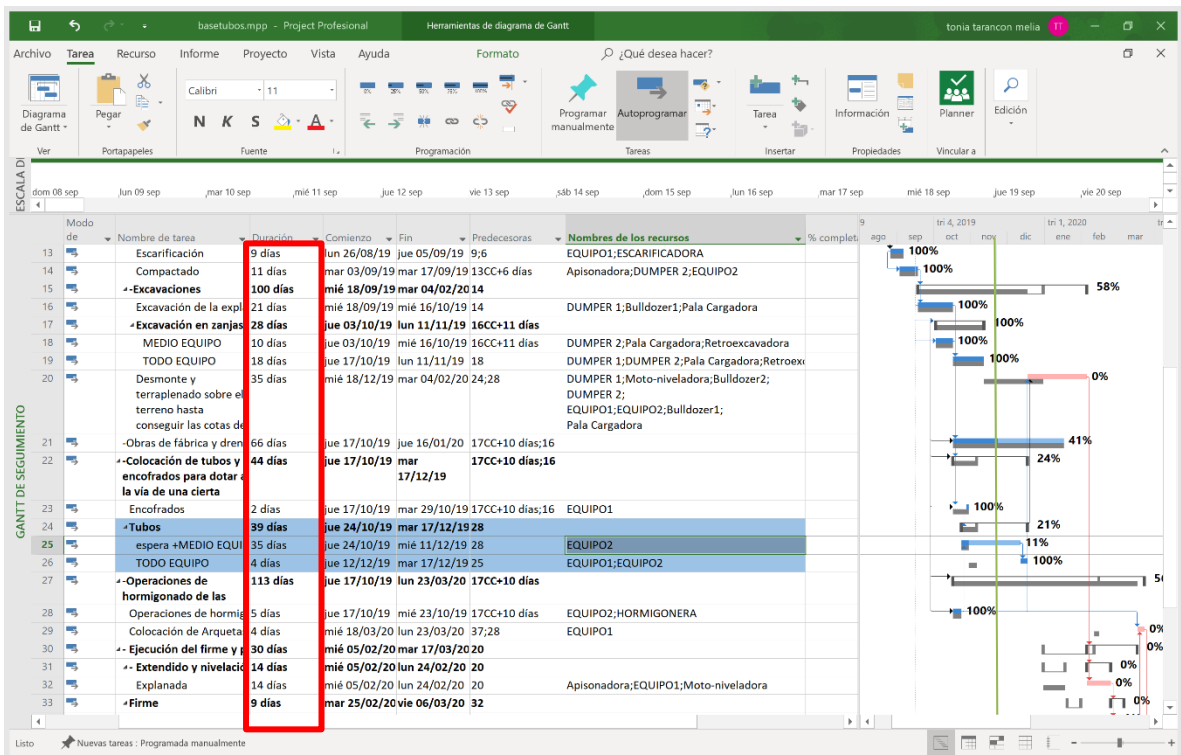 basetubos.mpp - Project Profesional
Herramientas de diagrama de Gantt
tonia tarancon melia TT
Archivo Tarea Recurso Informe Proyecto Vista Ayuda Formato ¿Qué desea hacer?
Calibri 11
0% 25% 50% 75% 100%
Diagrama de Gantt
Pegar
N K S A
Programar manualmente
Autoprogramar
Tarea
Información
Planner
Edición
Ver Portapapeles Fuente Programación Tareas Insertar Propiedades Vincular a
ESCALA DE
dom 08 sep lun 09 sep mar 10 sep mié 11 sep jue 12 sep vie 13 sep sáb 14 sep dom 15 sep lun 16 sep mar 17 sep mié 18 sep jue 19 sep vie 20 sep
GANTT DE SEGUIMIENTO
Modo de Nombre de tarea Duración Comienzo Fin Predecesoras Nombres de los recursos % complet
9 tri 4, 2019 tri 1, 2020
ago sep oct nov dic ene feb mar
13 Escarificación 9 días lun 26/08/19 jue 05/09/19 9;6 EQUIPO1;ESCARIFICADORA 100%
14 Compactado 11 días mar 03/09/19 mar 17/09/19 13CC+6 días Apisonadora;DUMPER 2;EQUIPO2 100%
15 -Excavaciones 100 días mié 18/09/19 mar 04/02/20 14 58%
16 Excavación de la expl 21 días mié 18/09/19 mié 16/10/19 14 DUMPER 1;Bulldozer1;Pala Cargadora 100%
17 Excavación en zanjas 28 días jue 03/10/19 lun 11/11/19 16CC+11 días 100%
18 MEDIO EQUIPO 10 días jue 03/10/19 mié 16/10/19 16CC+11 días DUMPER 2;Pala Cargadora;Retroexcavadora 100%
19 TODO EQUIPO 18 días jue 17/10/19 lun 11/11/19 18 DUMPER 1;DUMPER 2;Pala Cargadora;Retroex 100%
20 Desmonte y 35 días mié 18/12/19 mar 04/02/20 24;28 DUMPER 1;Moto-niveladora;Bulldozer2; 0%
terraplenado sobre el DUMPER 2;
terreno hasta EQUIPO1;EQUIPO2;Bulldozer1;
conseguir las cotas de Pala Cargadora
21 -Obras de fábrica y dren 66 días jue 17/10/19 jue 16/01/20 17CC+10 días;16 41%
22 -Colocación de tubos y 44 días jue 17/10/19 mar 17CC+10 días;16 24%
encofrados para dotar a 17/12/19
la vía de una cierta
23 Encofrados 2 días jue 17/10/19 mar 29/10/19 17CC+10 días;16 EQUIPO1 100%
24 Tubos 39 días jue 24/10/19 mar 17/12/19 28 21%
25 espera +MEDIO EQUI 35 días jue 24/10/19 mié 11/12/19 28 EQUIPO2 11%
26 TODO EQUIPO 4 días jue 12/12/19 mar 17/12/19 25 EQUIPO1;EQUIPO2 100%
27 -Operaciones de 113 días jue 17/10/19 lun 23/03/20 17CC+10 días
hormigonado de las
28 Operaciones de hormig 5 días jue 17/10/19 mié 23/10/19 17CC+10 días EQUIPO2;HORMIGONERA 100%
29 Colocación de Arqueta 4 días mié 18/03/20 lun 23/03/20 37;28 EQUIPO1 0%
30 - Ejecución del firme y p 30 días mié 05/02/20 mar 17/03/20 20 0%
31 - Extendido y nivelació 14 días mié 05/02/20 lun 24/02/20 20 0%
32 Explanada 14 días mié 05/02/20 lun 24/02/20 20 Apisonadora;EQUIPO1;Moto-niveladora 0%
33 Firme 9 días mar 25/02/20 vie 06/03/20 32 0%
Listo Nuevas tareas : Programada manualmente